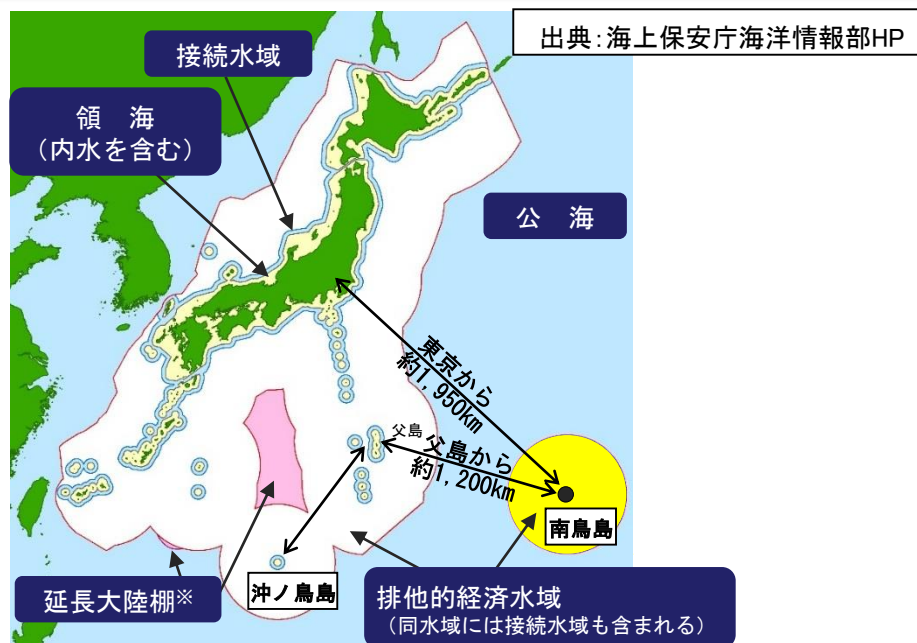 出典：海上保安庁海洋情報部HP
接続水域
領　海
（内水を含む）
公　海
東京から
約1,950km
父島
父島から
約1,200km
南鳥島
沖ノ鳥島
延長大陸棚※
排他的経済水域
（同水域には接続水域も含まれる）